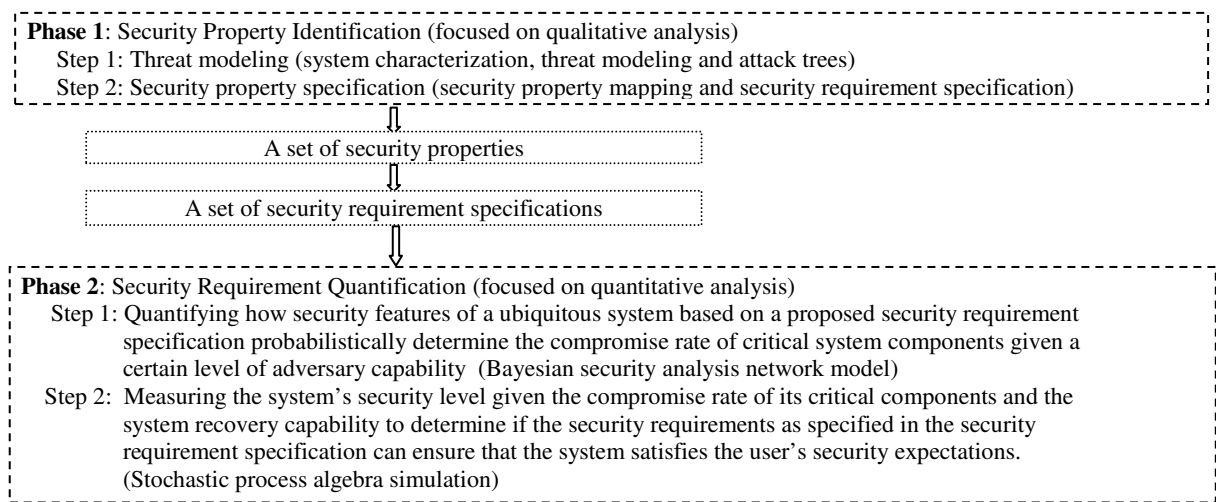 Phase 1: Security Property Identification (focused on qualitative analysis)
Step 1: Threat modeling (system characterization, threat modeling and attack trees)
Step 2: Security property specification (security property mapping and security requirement specification)
A set of security properties
A set of security requirement specifications
Phase 2: Security Requirement Quantification (focused on quantitative analysis)
Step 1: Quantifying how security features of a ubiquitous system based on a proposed security requirement
specification probabilistically determine the compromise rate of critical system components given a
certain level of adversary capability (Bayesian security analysis network model)
Step 2: Measuring the system's security level given the compromise rate of its critical components and the
system recovery capability to determine if the security requirements as specified in the security
requirement specification can ensure that the system satisfies the user's security expectations.
(Stochastic process algebra simulation)